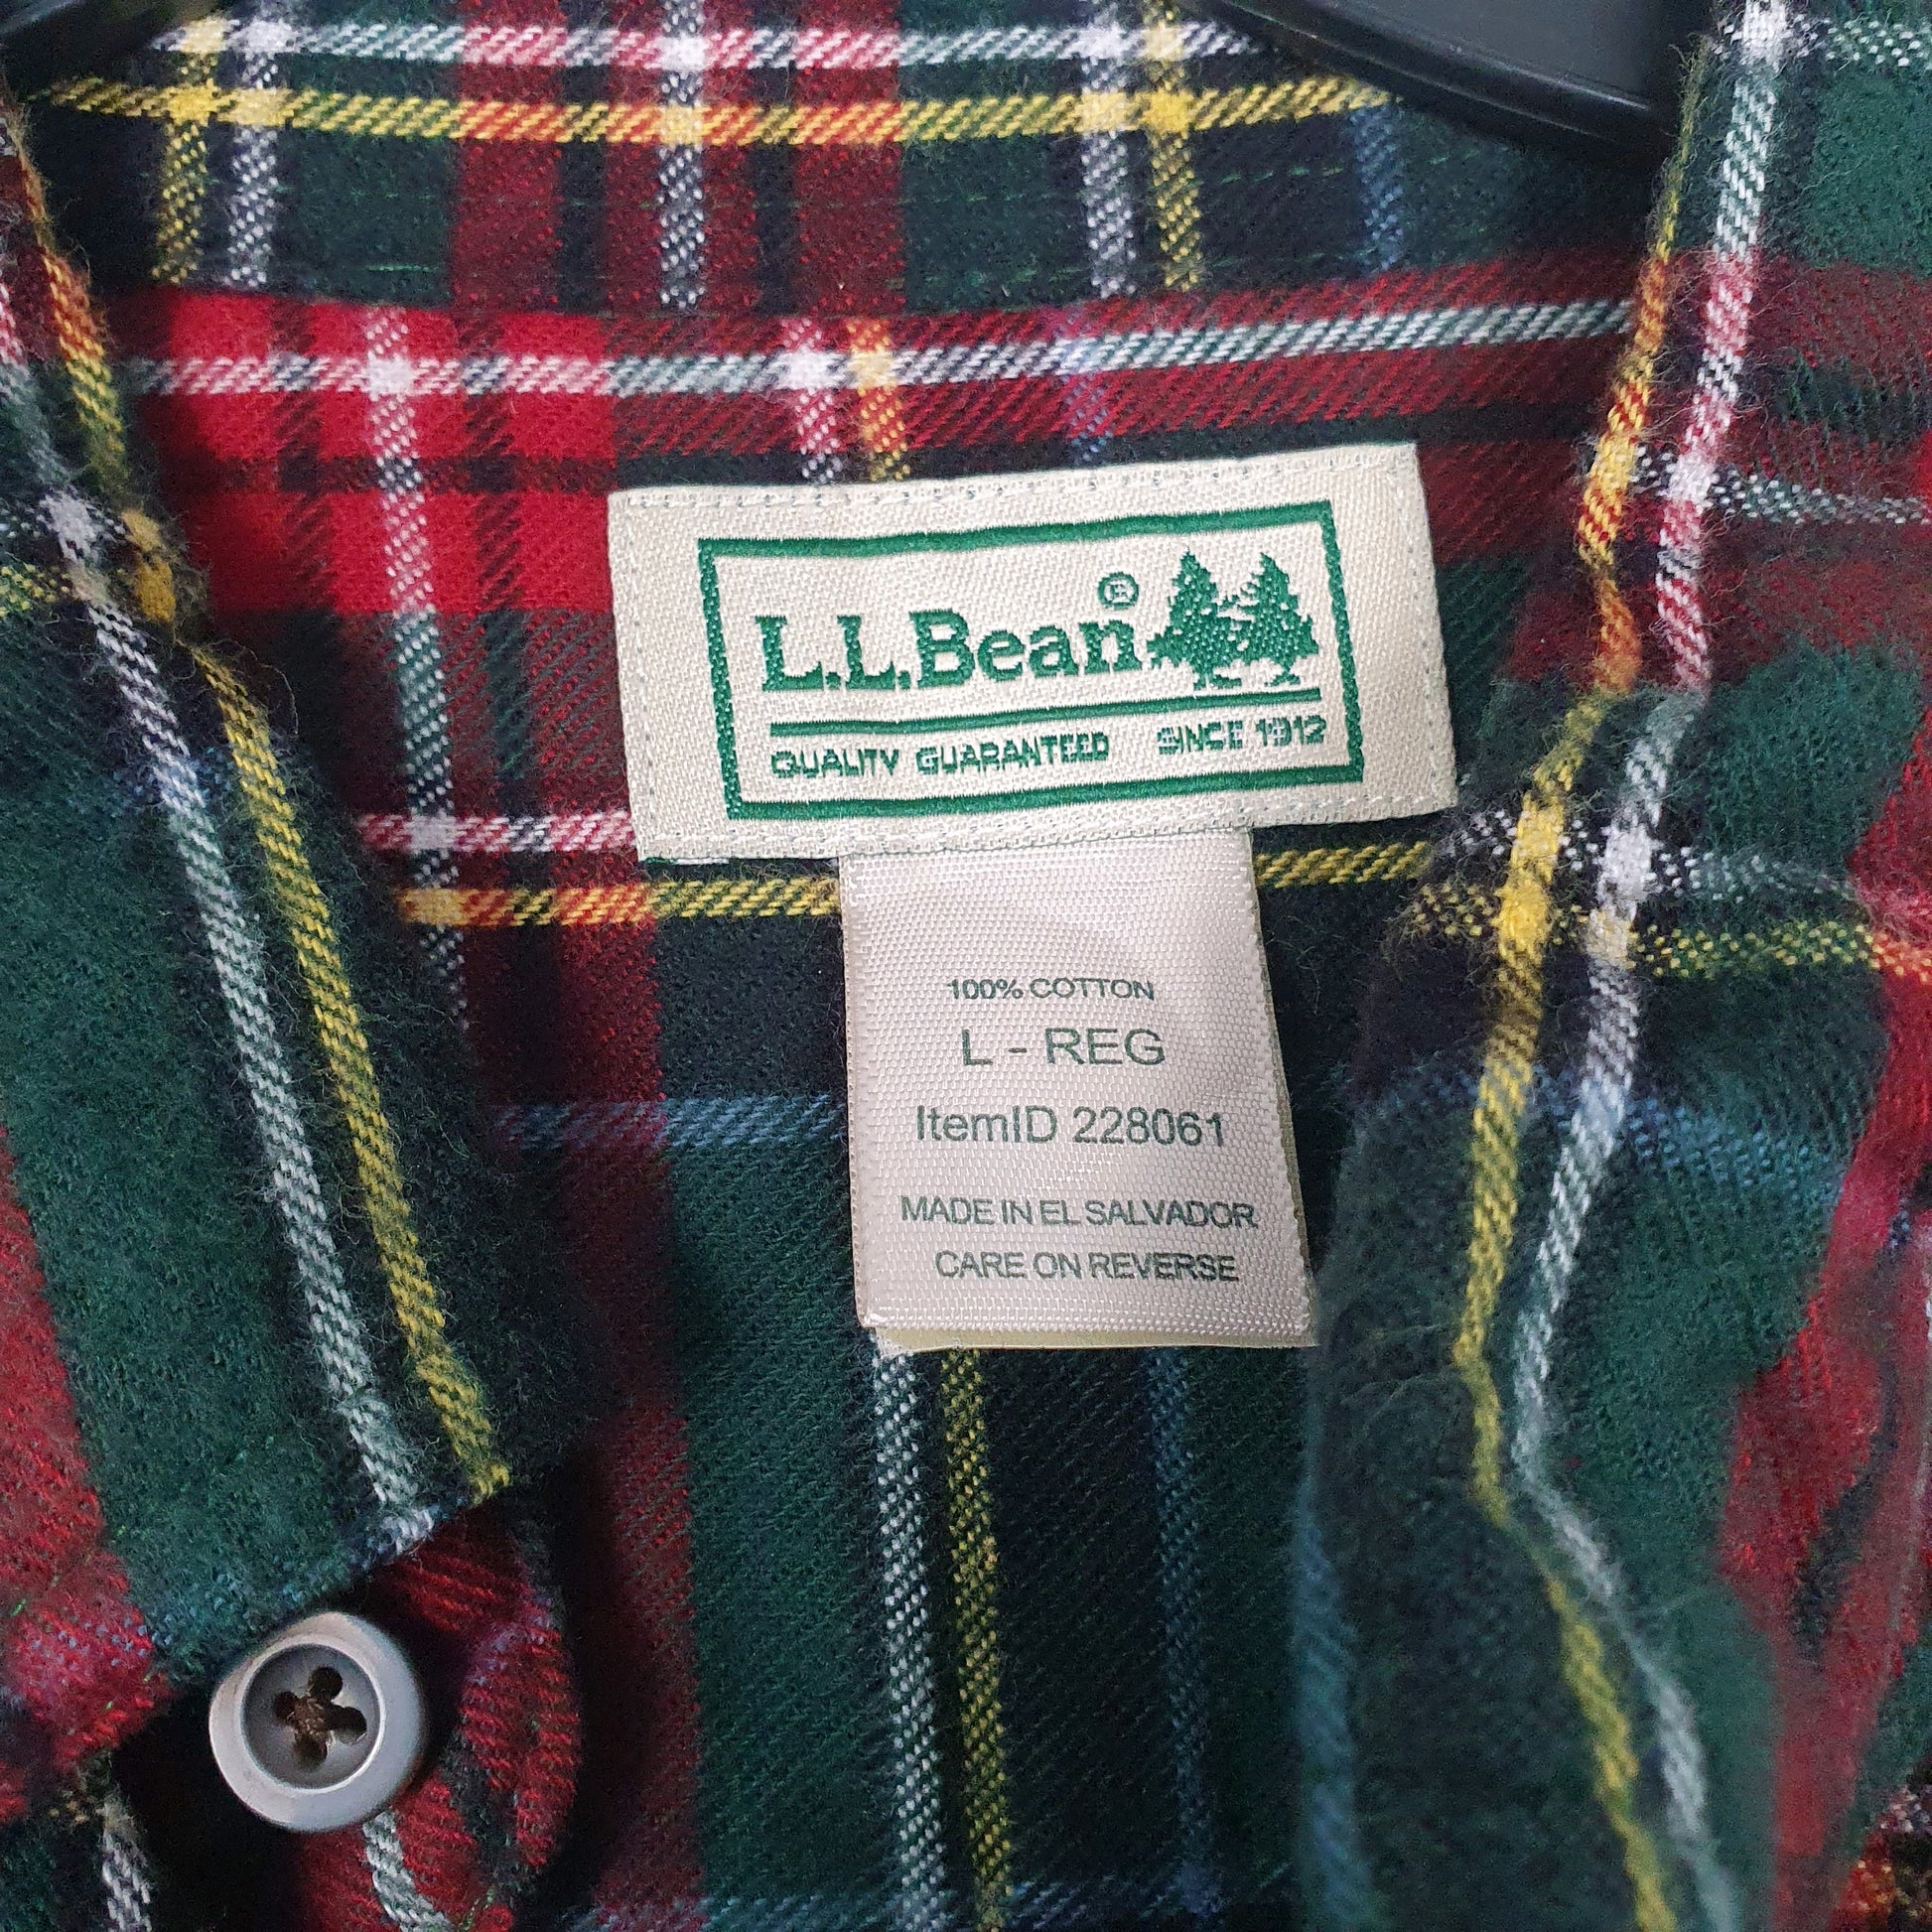 L.L.Bean®
QUALITY GUARANTEED SINCE 1912
100% COTTON
L - REG
ItemID 228061
MADE IN EL SALVADOR
CARE ON REVERSE